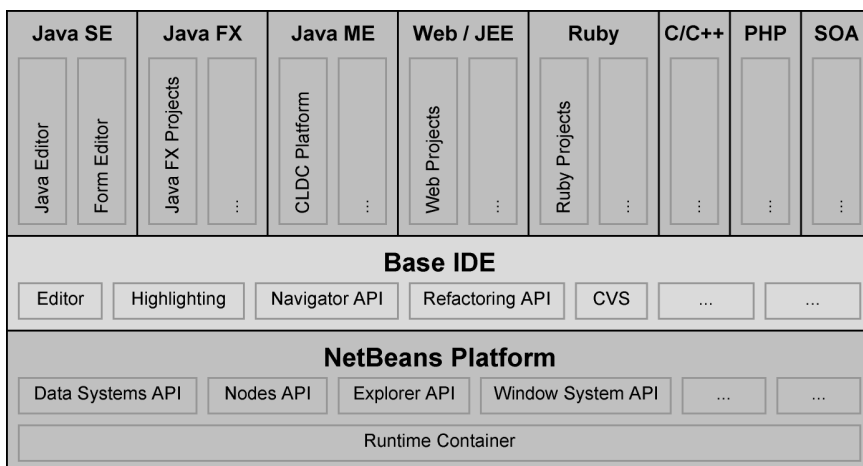 Java SE
Java FX
Java ME
Web / JEE
Ruby
C/C++
PHP
SOA
Java Editor
Form Editor
Java FX Projects
...
CLDC Platform
...
Web Projects
...
Ruby Projects
...
...
...
...
Base IDE
Editor
Highlighting
Navigator API
Refactoring API
CVS
...
...
NetBeans Platform
Data Systems API
Nodes API
Explorer API
Window System API
...
...
Runtime Container